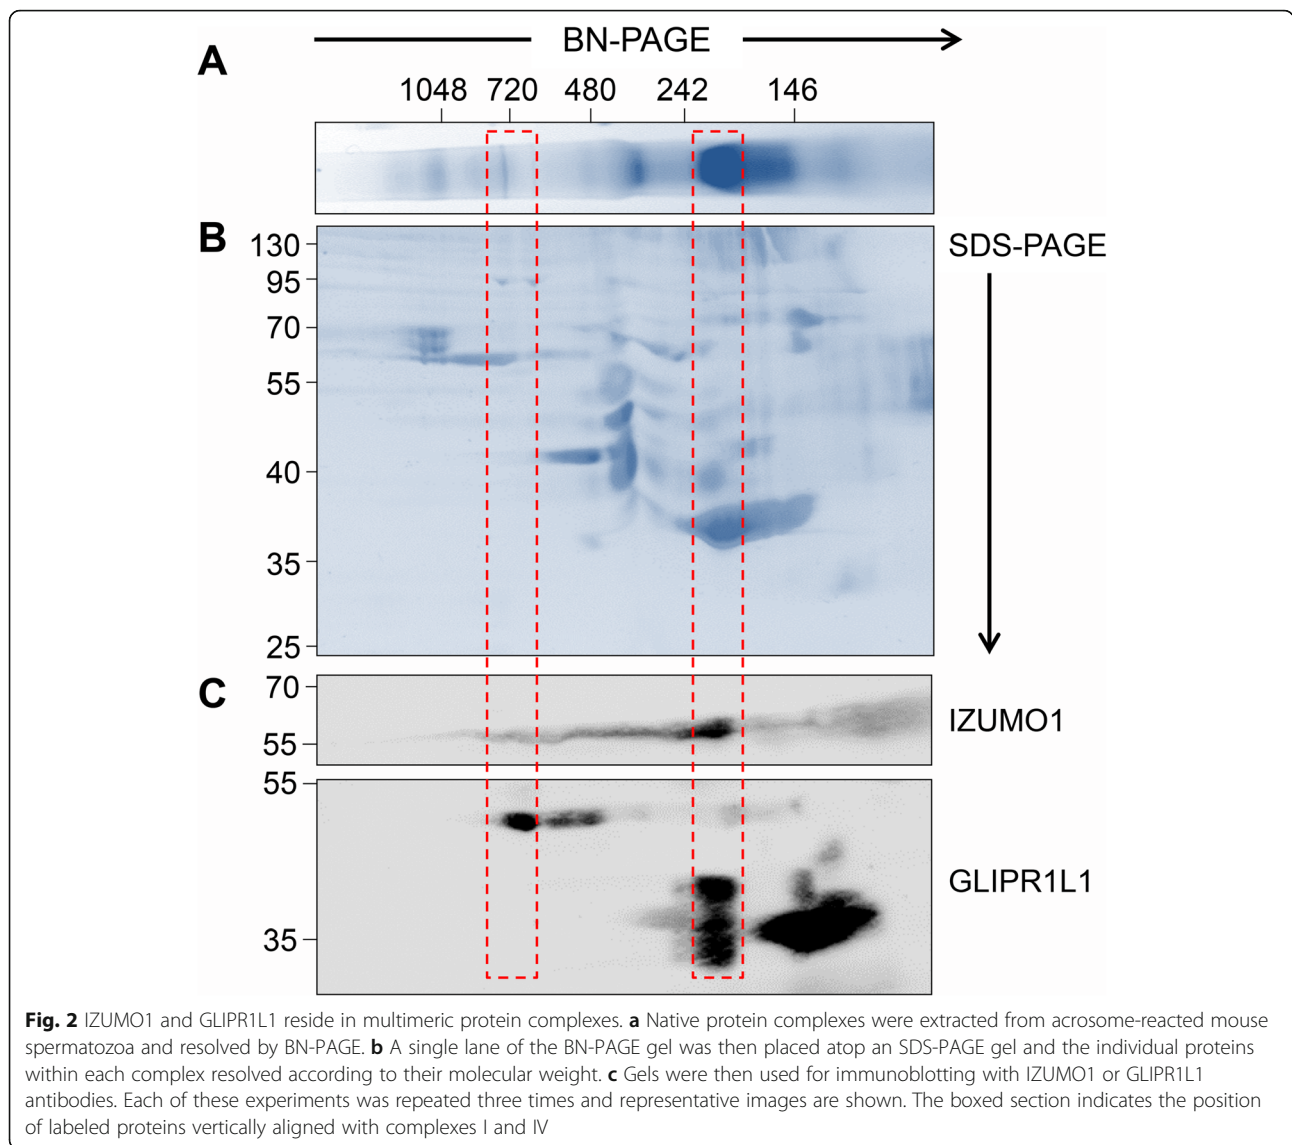 BN-PAGE
A
1048 720 480 242 146
B
SDS-PAGE
130
95
70
55
40
35
25
C
70
IZUMO1
55
55
GLIPR1L1
35
Fig. 2 IZUMO1 and GLIPR1L1 reside in multimeric protein complexes. a Native protein complexes were extracted from acrosome-reacted mouse
spermatozoa and resolved by BN-PAGE. b A single lane of the BN-PAGE gel was then placed atop an SDS-PAGE gel and the individual proteins
within each complex resolved according to their molecular weight. c Gels were then used for immunoblotting with IZUMO1 or GLIPR1L1
antibodies. Each of these experiments was repeated three times and representative images are shown. The boxed section indicates the position
of labeled proteins vertically aligned with complexes I and IV